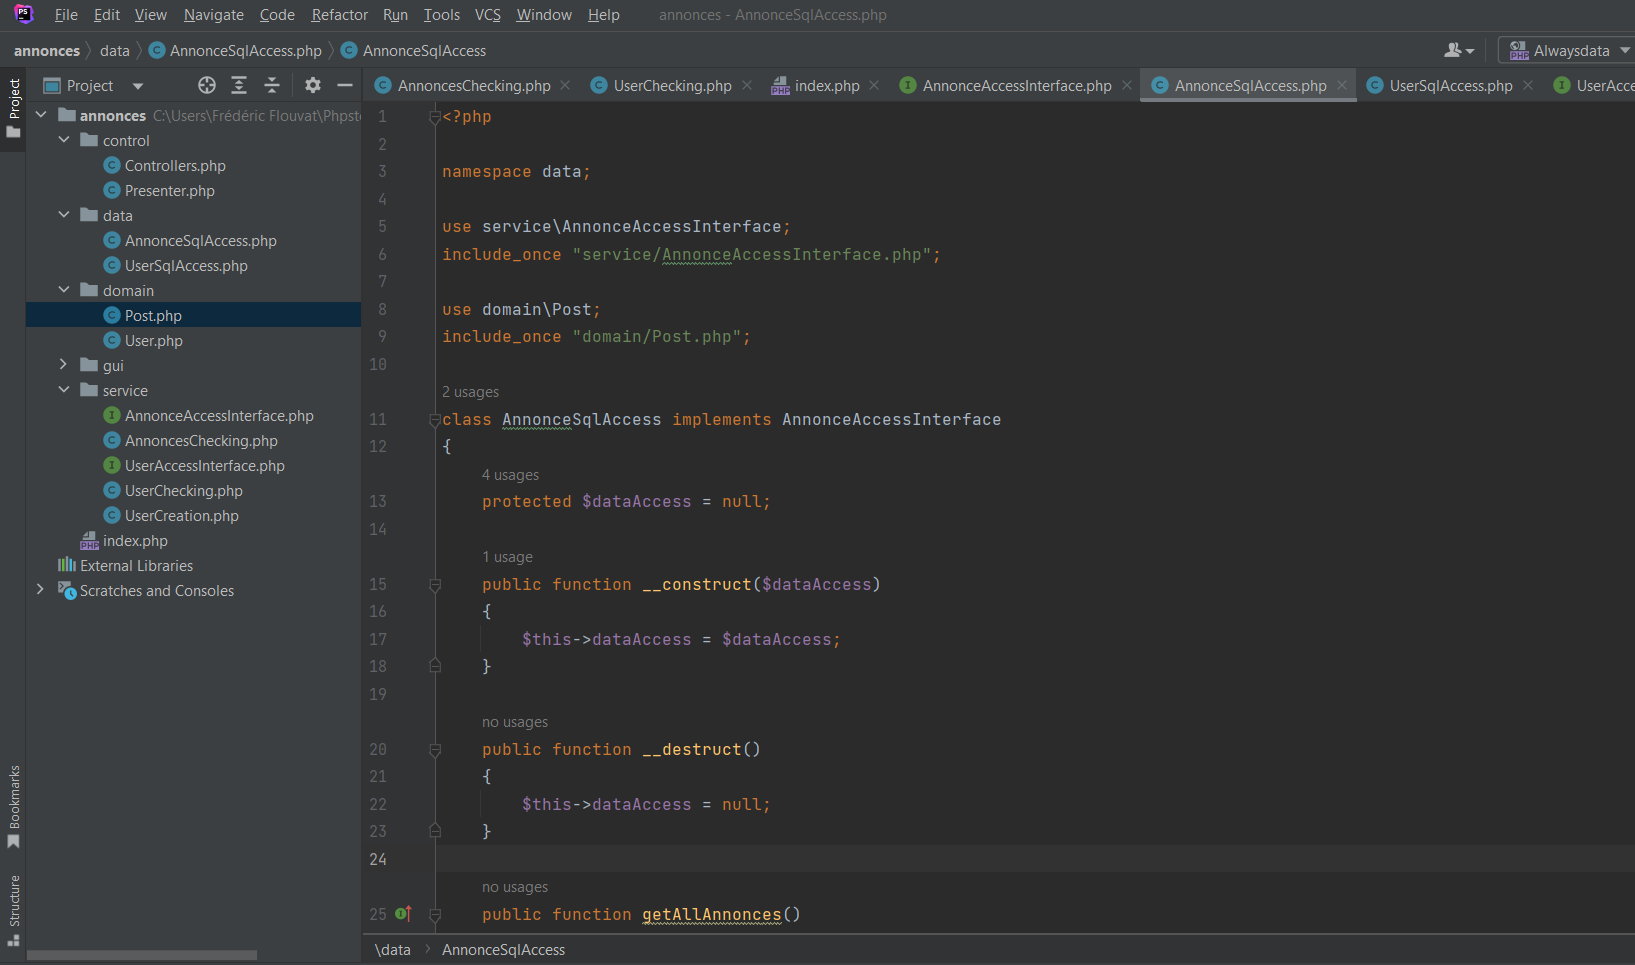 PS File Edit View Navigate Code Refactor Run Tools VCS Window Help annonces - AnnonceSqlAccess.php
annonces data AnnonceSqlAccess.php AnnonceSqlAccess Alwaysdata
Project
Project
AnnoncesChecking.php UserChecking.php index.php AnnonceAccessInterface.php AnnonceSqlAccess.php UserSqlAccess.php UserAcce
annonces C:\Users\Frédéric Flouvat\Phpst
control
Controllers.php
Presenter.php
data
AnnonceSqlAccess.php
UserSqlAccess.php
domain
Post.php
User.php
gui
service
AnnonceAccessInterface.php
AnnoncesChecking.php
UserAccessInterface.php
UserChecking.php
UserCreation.php
index.php
External Libraries
Scratches and Consoles
Bookmarks
Structure
1 <?php
2
3 namespace data;
4
5 use service\AnnonceAccessInterface;
6 include_once "service/AnnonceAccessInterface.php";
7
8 use domain\Post;
9 include_once "domain/Post.php";
10
2 usages
11 class AnnonceSqlAccess implements AnnonceAccessInterface
12 {
4 usages
13 protected $dataAccess = null;
14
1 usage
15 public function __construct($dataAccess)
16 {
17 $this->dataAccess = $dataAccess;
18 }
19
no usages
20 public function __destruct()
21 {
22 $this->dataAccess = null;
23 }
24
no usages
25 public function getAllAnnonces()
\data AnnonceSqlAccess